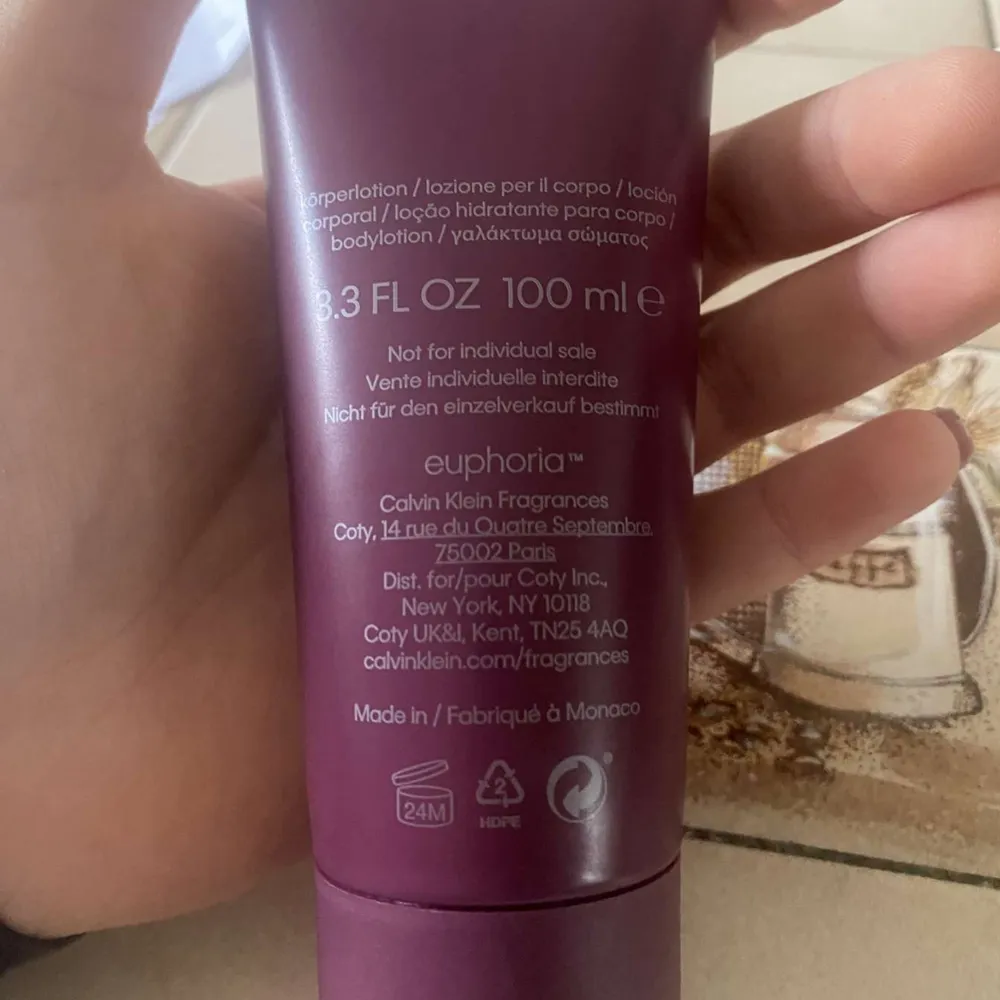 körperlotion / lozione per il corpo / loción
corporal / loção hidratante para corpo /
bodylotion / γαλάκτωμα σώματος
3.3 FL OZ 100 ml ℮
Not for individual sale
Vente individuelle interdite
Nicht für den einzelverkauf bestimmt
euphoria™
Calvin Klein Fragrances
Coty, 14 rue du Quatre Septembre,
75002 Paris
Dist. for/pour Coty Inc.,
New York, NY 10118
Coty UK&I, Kent, TN25 4AQ
calvinklein.com/fragrances
Made in / Fabriqué à Monaco
24M 2
HDPE